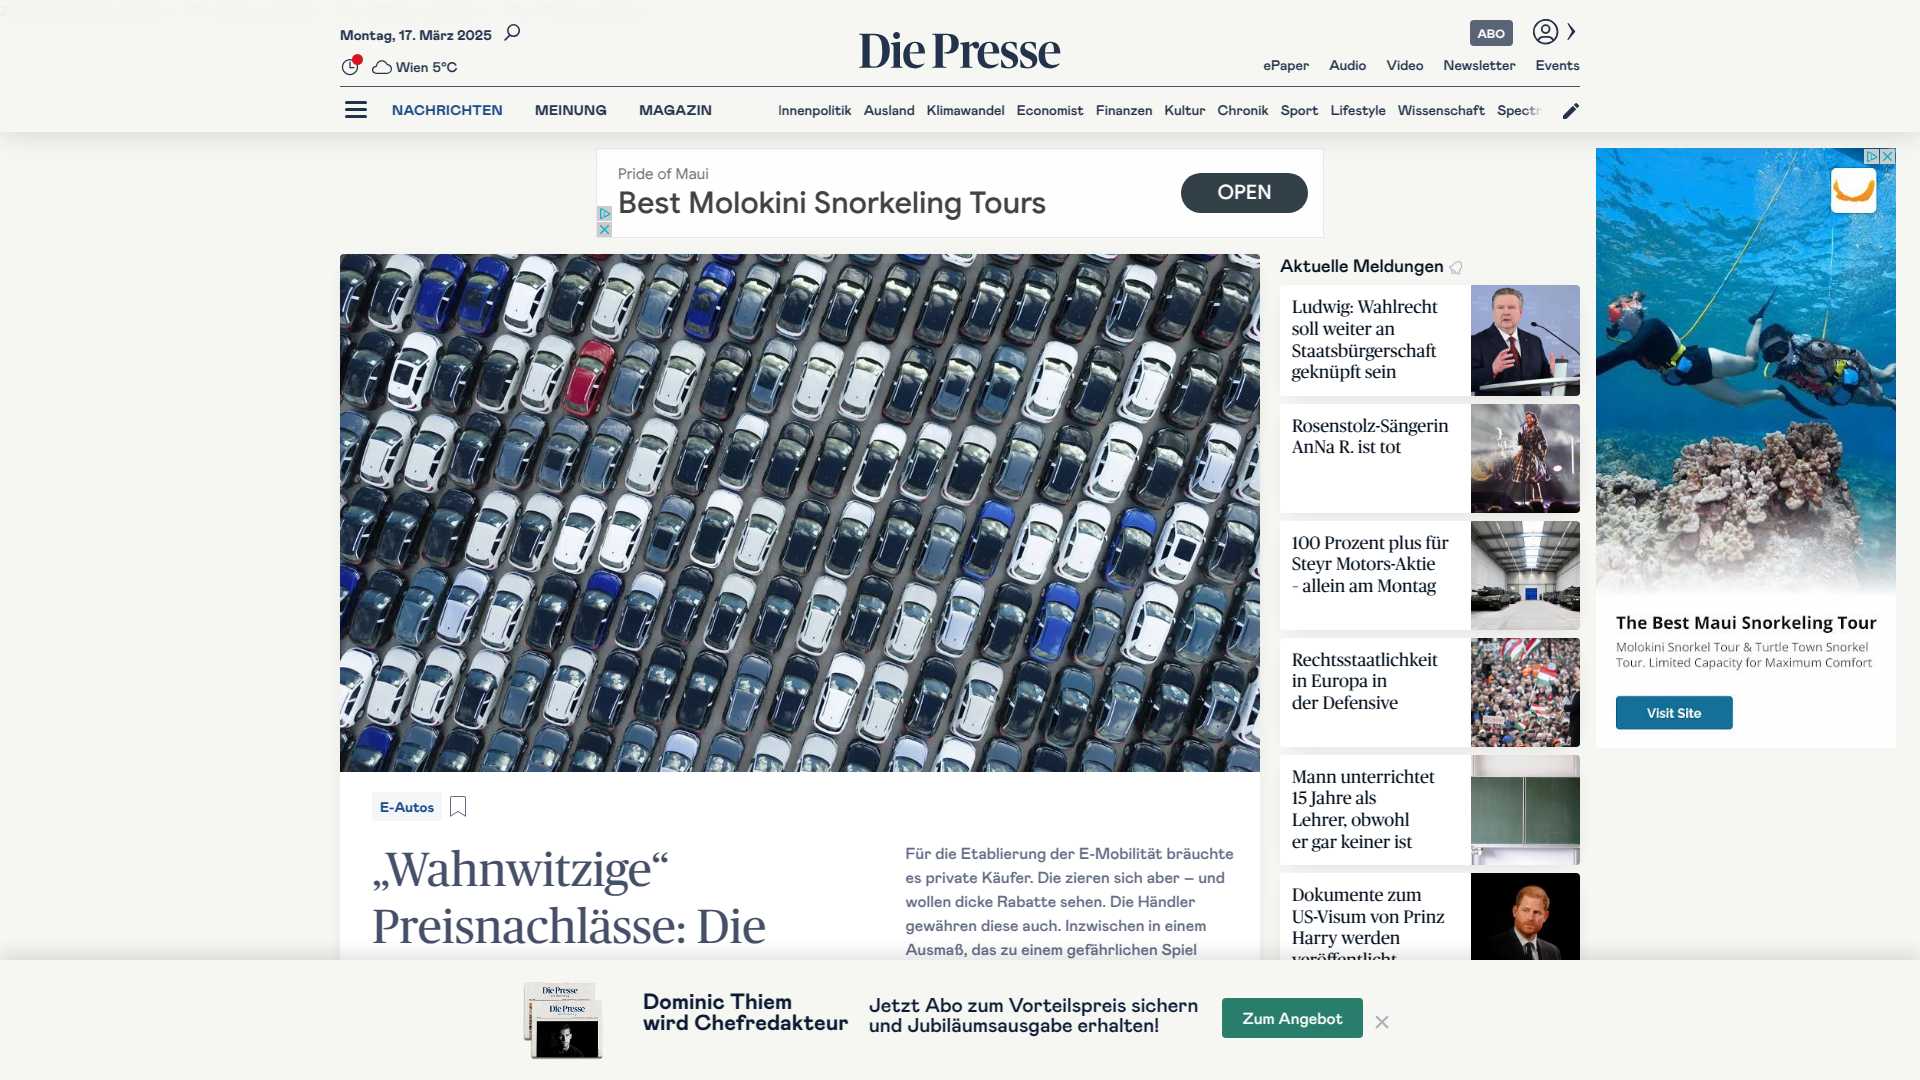 Montag, 17. März 2025
Wien 5°C
Die Presse
ABO
ePaper Audio Video Newsletter Events
NACHRICHTEN MEINUNG MAGAZIN
Innenpolitik Ausland Klimawandel Economist Finanzen Kultur Chronik Sport Lifestyle Wissenschaft Spectr
Pride of Maui
Best Molokini Snorkeling Tours
OPEN
E-Autos
„Wahnwitzige“
Preisnachlässe: Die
Für die Etablierung der E-Mobilität bräuchte
es private Käufer. Die zieren sich aber – und
wollen dicke Rabatte sehen. Die Händler
gewähren diese auch. Inzwischen in einem
Ausmaß, das zu einem gefährlichen Spiel
Aktuelle Meldungen
Ludwig: Wahlrecht
soll weiter an
Staatsbürgerschaft
geknüpft sein
Rosenstolz-Sängerin
AnNa R. ist tot
100 Prozent plus für
Steyr Motors-Aktie
– allein am Montag
Rechtsstaatlichkeit
in Europa in
der Defensive
Mann unterrichtet
15 Jahre als
Lehrer, obwohl
er gar keiner ist
Dokumente zum
US-Visum von Prinz
Harry werden
veröffentlicht
The Best Maui Snorkeling Tour
Molokini Snorkel Tour & Turtle Town Snorkel
Tour. Limited Capacity for Maximum Comfort
Visit Site
Die Presse
Die Presse
Dominic Thiem
wird Chefredakteur
Jetzt Abo zum Vorteilspreis sichern
und Jubiläumsausgabe erhalten!
Zum Angebot